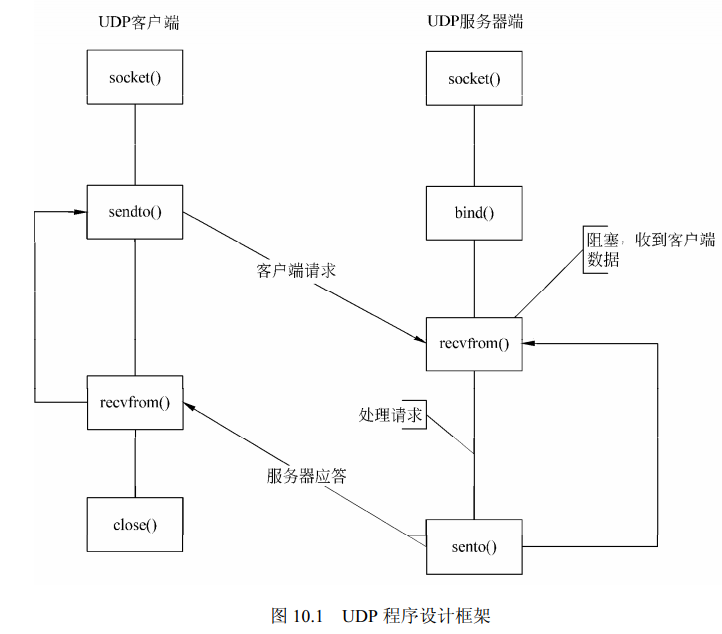 UDP客户端
UDP服务器端
socket()
socket()
sendto()
bind()
阻塞，收到客户端
数据
客户端请求
recvfrom()
recvfrom()
处理请求
服务器应答
close()
sento()
图 10.1 UDP 程序设计框架